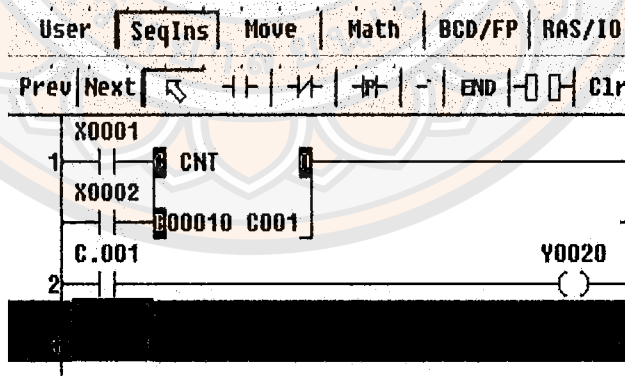 User SeqIns Move Math BCD/FP RAS/IO
Prev Next END Clr
X0001
1 CNT Q
X0002
00010 C001
C.001 Y0020
2